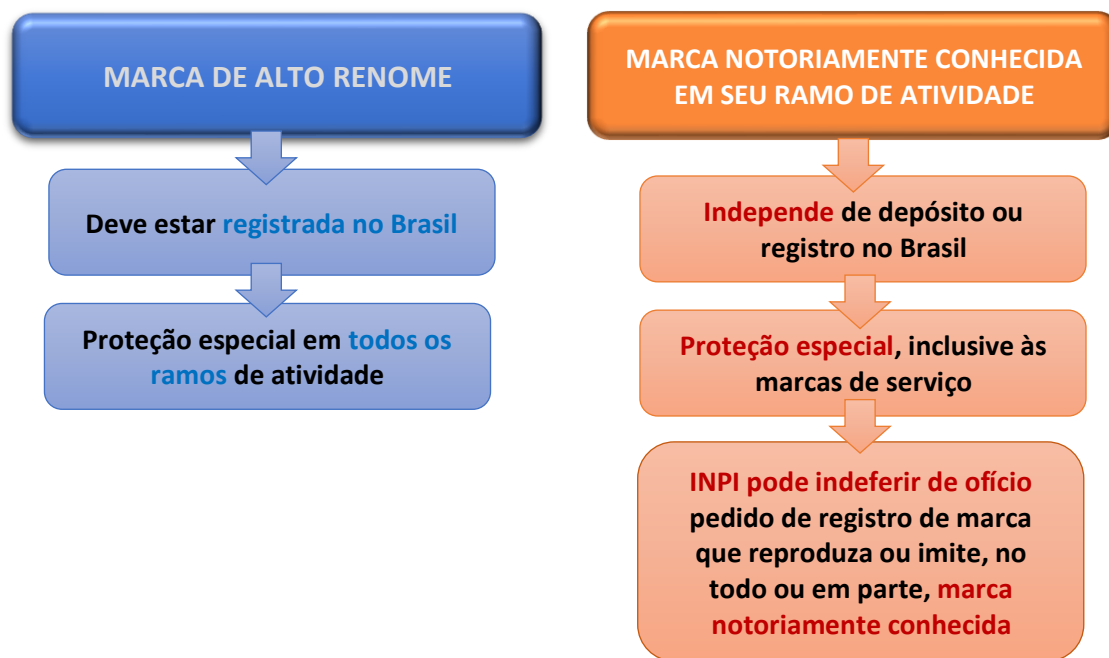 MARCA DE ALTO RENOME
Deve estar registrada no Brasil
Proteção especial em todos os
ramos de atividade
MARCA NOTORIAMENTE CONHECIDA
EM SEU RAMO DE ATIVIDADE
Independe de depósito ou
registro no Brasil
Proteção especial, inclusive às
marcas de serviço
INPI pode indeferir de ofício
pedido de registro de marca
que reproduza ou imite, no
todo ou em parte, marca
notoriamente conhecida